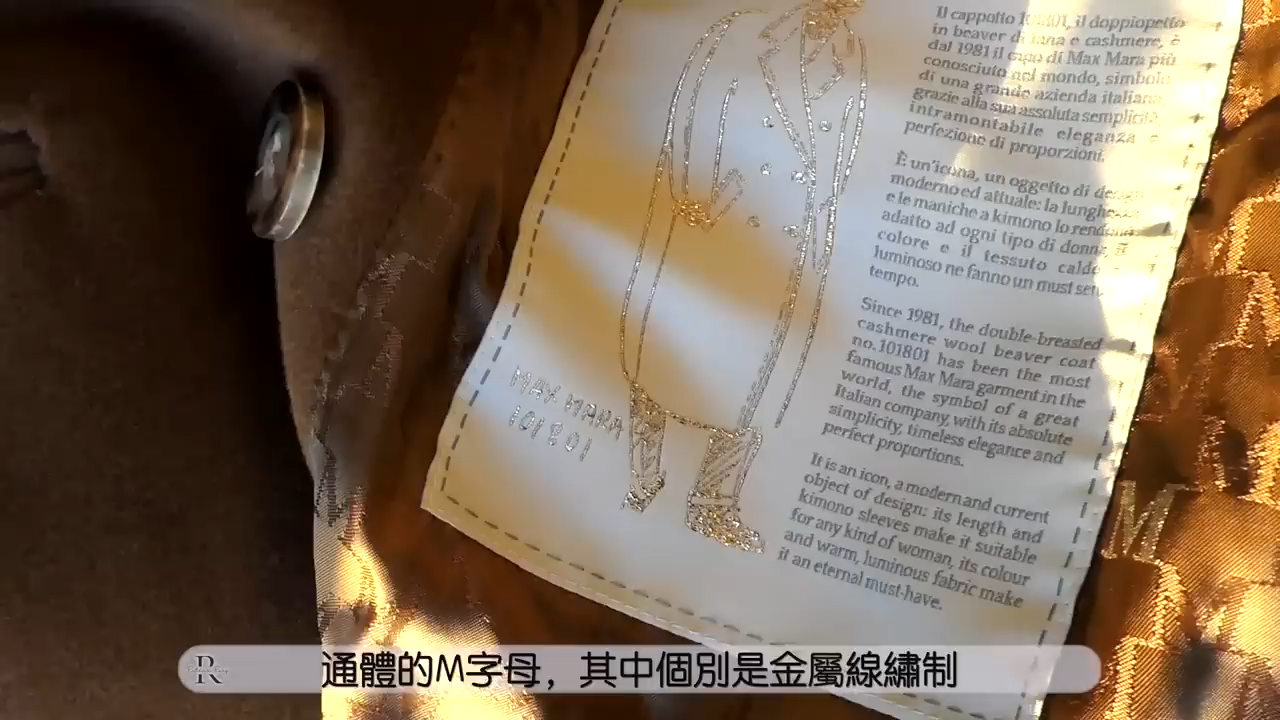 Il cappotto 101801, il doppiopetto
in beaver di lana e cashmere, è
dal 1981 il capo di Max Mara più
conosciuto nel mondo, simbolo
di una grande azienda italiana
grazie alla sua assoluta semplicità
intramontabile eleganza e
perfezione di proporzioni.
È un'icona, un oggetto di design
moderno ed attuale: la lunghezza
e le maniche a kimono lo rendono
adatto ad ogni tipo di donna, il
colore e il tessuto caldo
luminoso ne fanno un must sen
tempo.
Since 1981, the double-breasted
cashmere wool beaver coat
no.101801 has been the most
famous Max Mara garment in the
world, the symbol of a great
Italian company, with its absolute
simplicity, timeless elegance and
perfect proportions.
It is an icon, a modern and current
object of design: its length and
kimono sleeves make it suitable
for any kind of woman, its colour
and warm, luminous fabric make
it an eternal must-have.
MAX MARA
101801
M
R
通體的M字母，其中個別是金屬線繡制